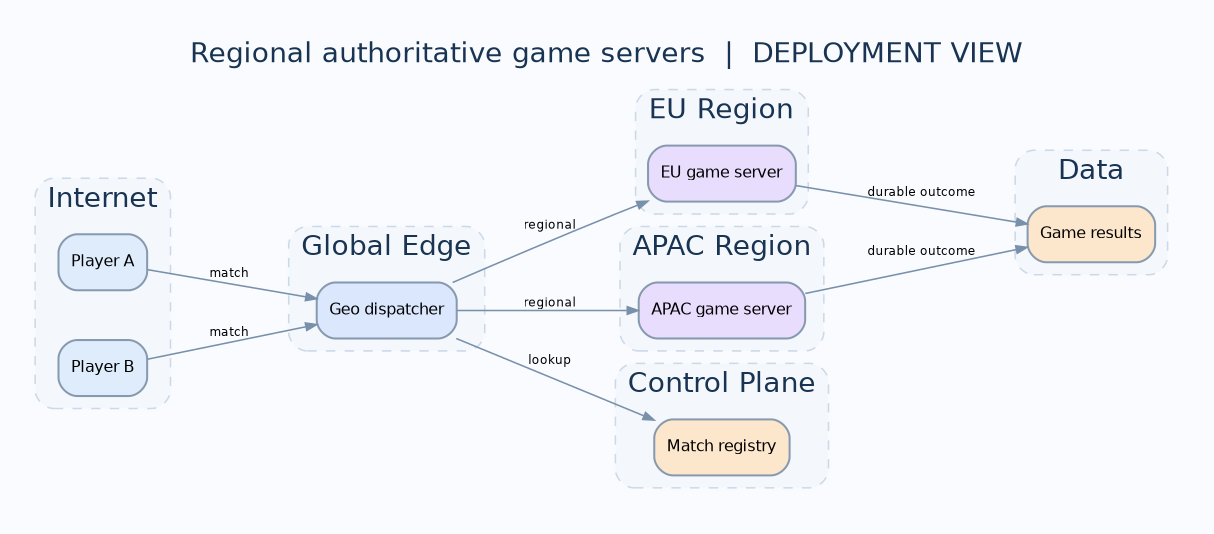 Regional authoritative game servers | DEPLOYMENT VIEW
Internet
Player A
Player B
match
match
Global Edge
Geo dispatcher
regional
regional
lookup
EU Region
EU game server
APAC Region
APAC game server
Control Plane
Match registry
durable outcome
durable outcome
Data
Game results